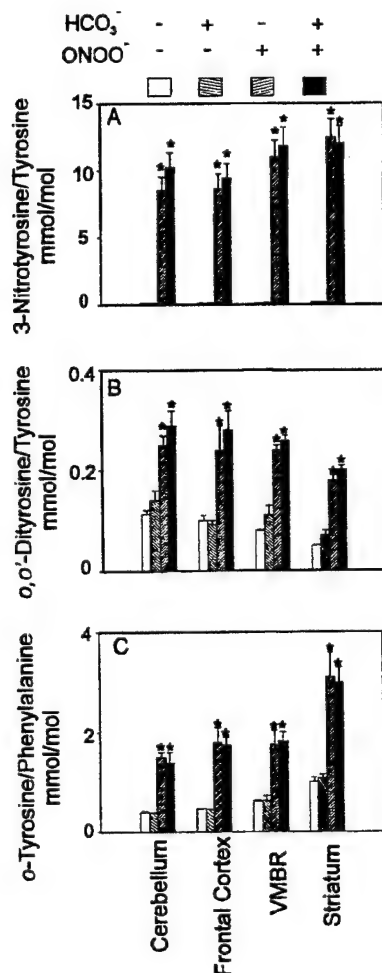 HCO₃⁻ - + - +
ONOO⁻ - - + +
A
3-Nitrotyrosine/Tyrosine
mmol/mol
15
10
5
0
B
o,o'-Dityrosine/Tyrosine
mmol/mol
0.4
0.2
0
C
o-Tyrosine/Phenylalanine
mmol/mol
4
2
0
Cerebellum
Frontal Cortex
VMBR
Striatum